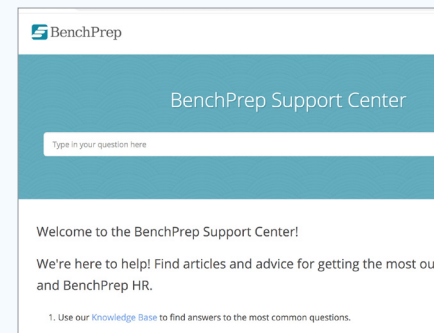 BenchPrep
BenchPrep Support Center
Type in your question here
Welcome to the BenchPrep Support Center!
We're here to help! Find articles and advice for getting the most ou
and BenchPrep HR.
1. Use our Knowledge Base to find answers to the most common questions.